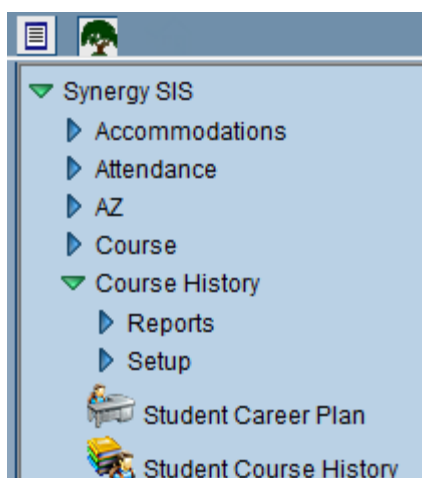 Synergy SIS
Accommodations
Attendance
AZ
Course
Course History
Reports
Setup
Student Career Plan
Student Course History